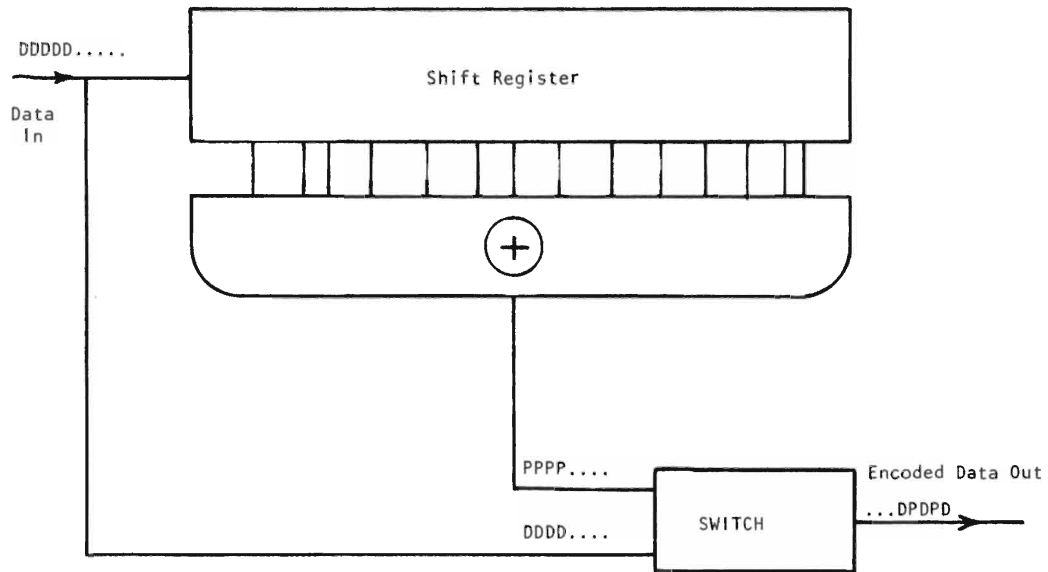 DDDDD.....
Shift Register
Data
In
+
PPPP....
Encoded Data Out
...DPDPD
SWITCH
DDDD....